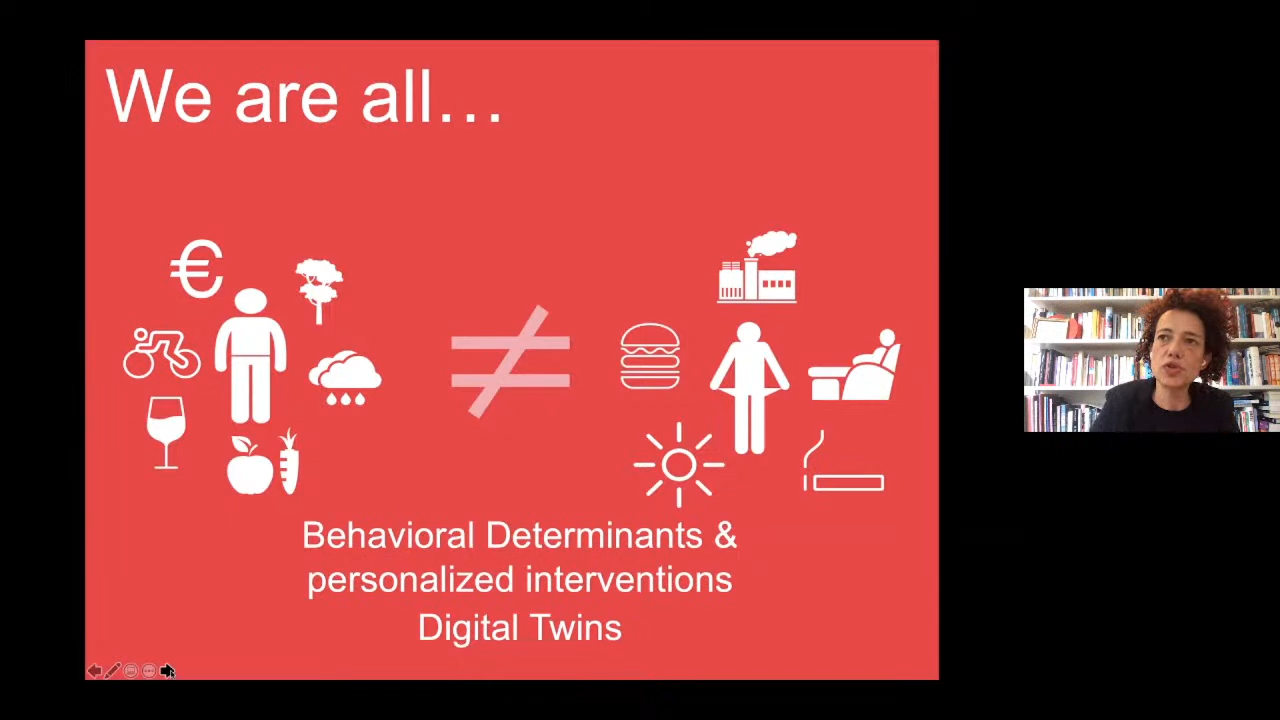 We are all…
€
≠
Behavioral Determinants &
personalized interventions
Digital Twins